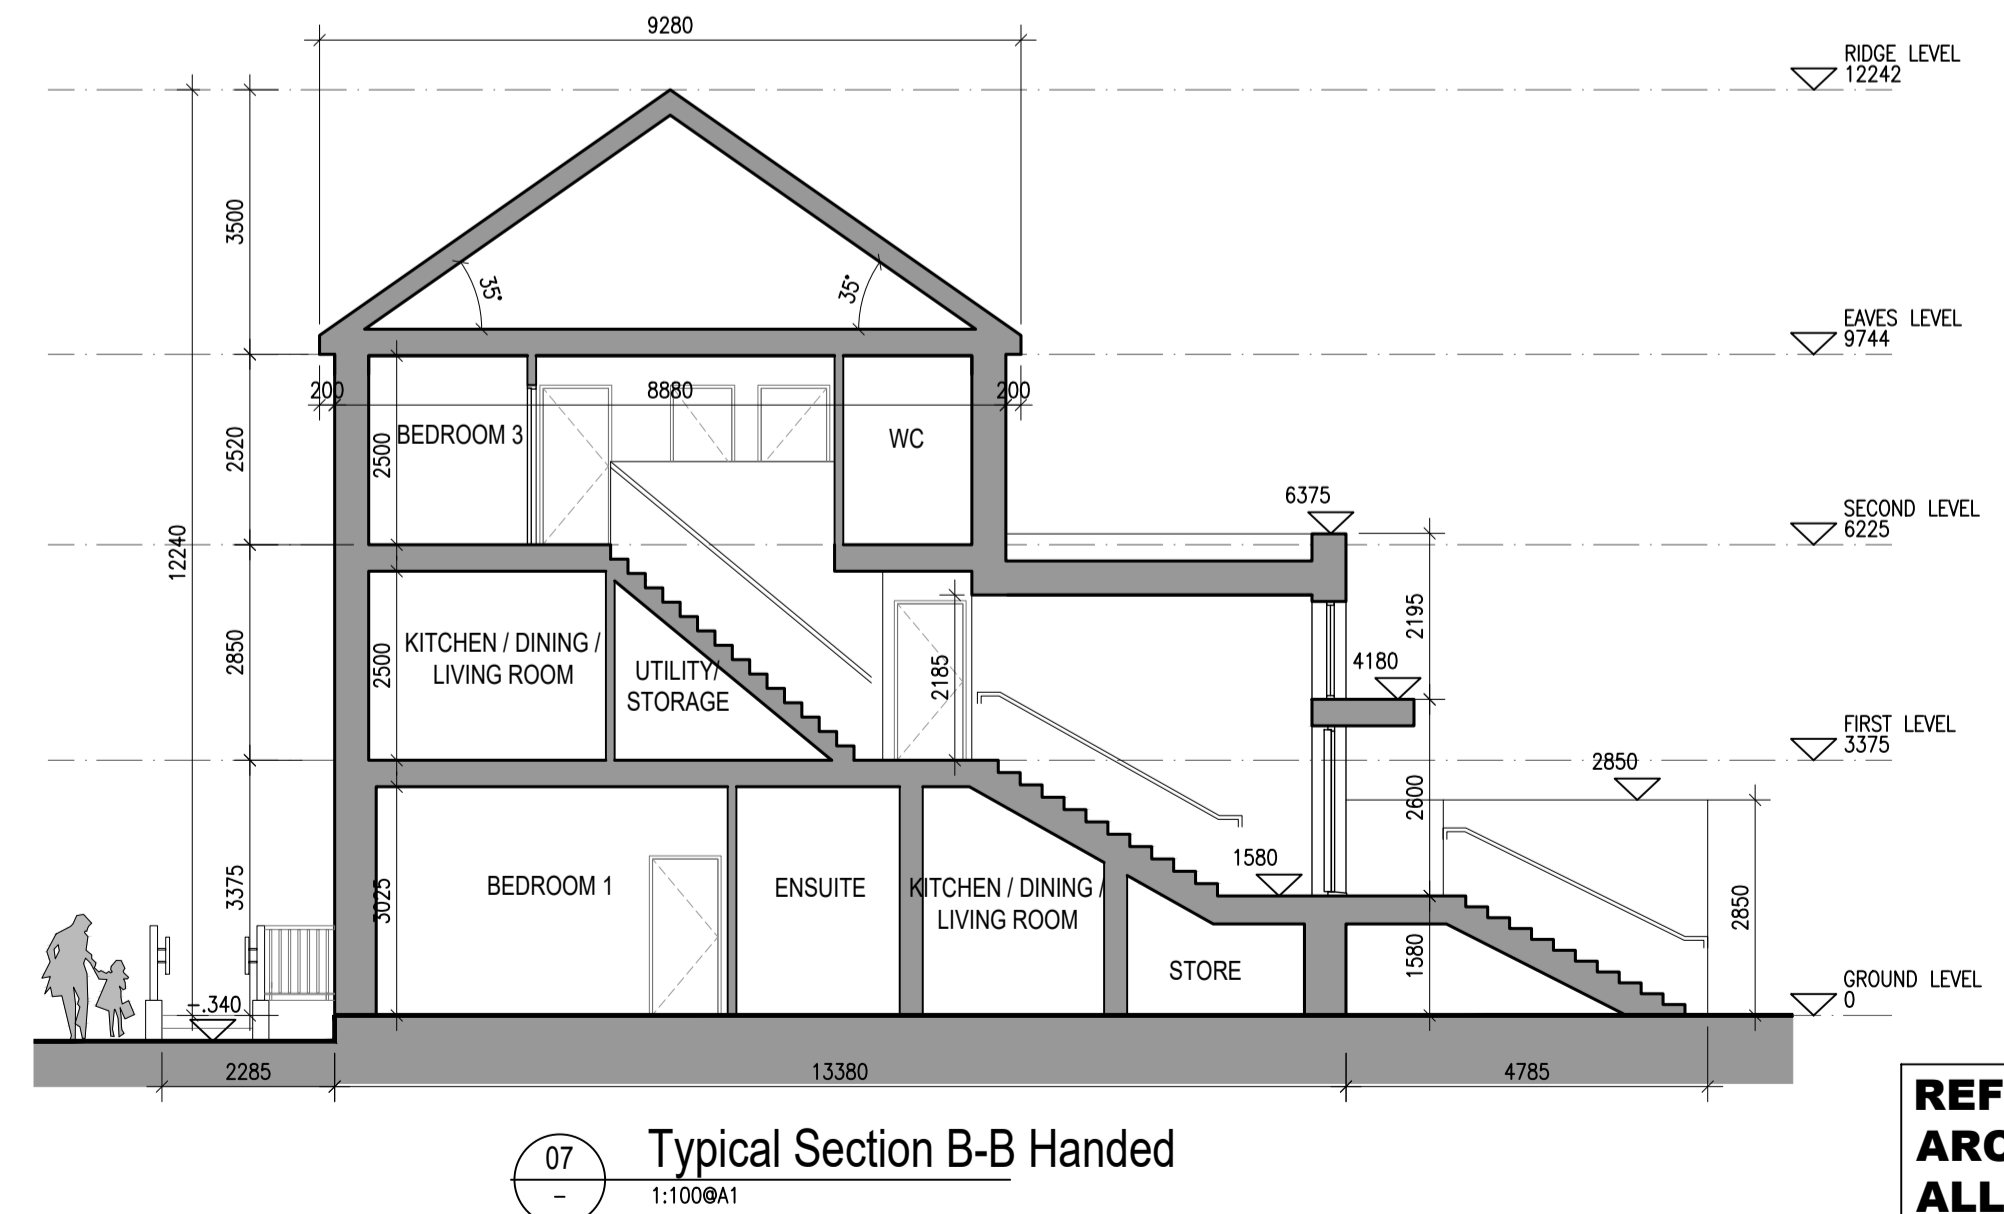 9280
RIDGE LEVEL
12242
3500
35°
35°
EAVES LEVEL
9744
200
8880
200
BEDROOM 3
WC
2500
2520
6375
SECOND LEVEL
6225
12240
2195
KITCHEN / DINING /
LIVING ROOM
2500
2850
UTILITY/
STORAGE
2185
4180
FIRST LEVEL
3375
2850
2600
1580
3375
3025
BEDROOM 1
ENSUITE
KITCHEN / DINING /
LIVING ROOM
STORE
1580
2850
GROUND LEVEL
0
-.340
2285
13380
4785
07
-
Typical Section B-B Handed
1:100@A1
REF
ARC
ALL